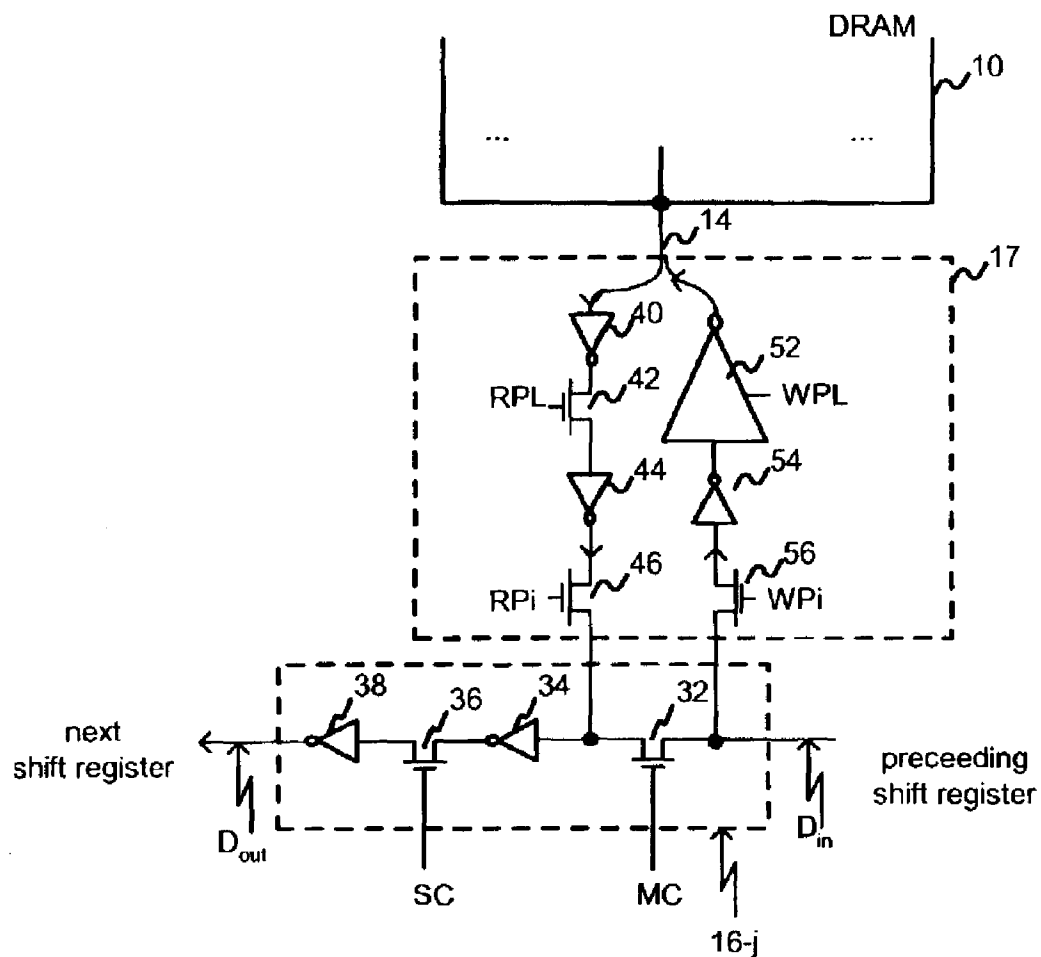 DRAM
10
...
...
14
17
40
52
RPL
42
WPL
44
54
46
56
RPi
WPi
38
36
34
32
next
shift register
preceeding
shift register
Dout
Din
SC
MC
16-j